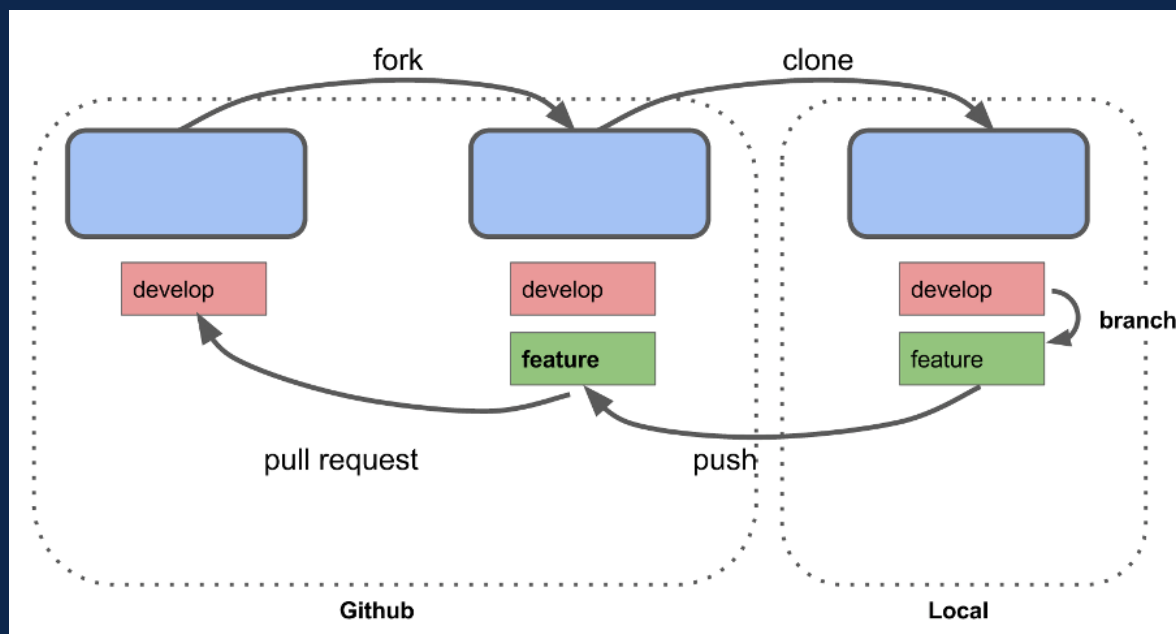 fork
clone
develop
develop
develop
branch
feature
feature
pull request
push
Github
Local